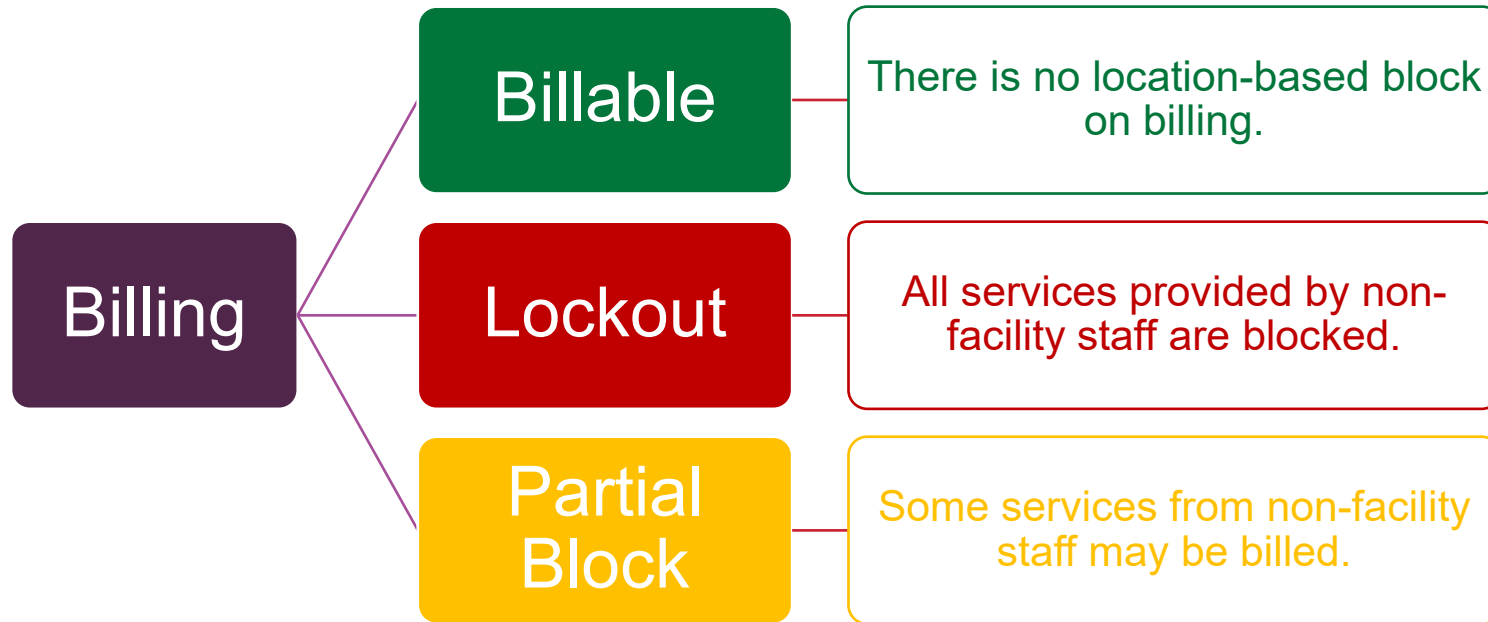 Billing
Billable
There is no location-based block
on billing.
Lockout
All services provided by non-
facility staff are blocked.
Partial
Block
Some services from non-facility
staff may be billed.